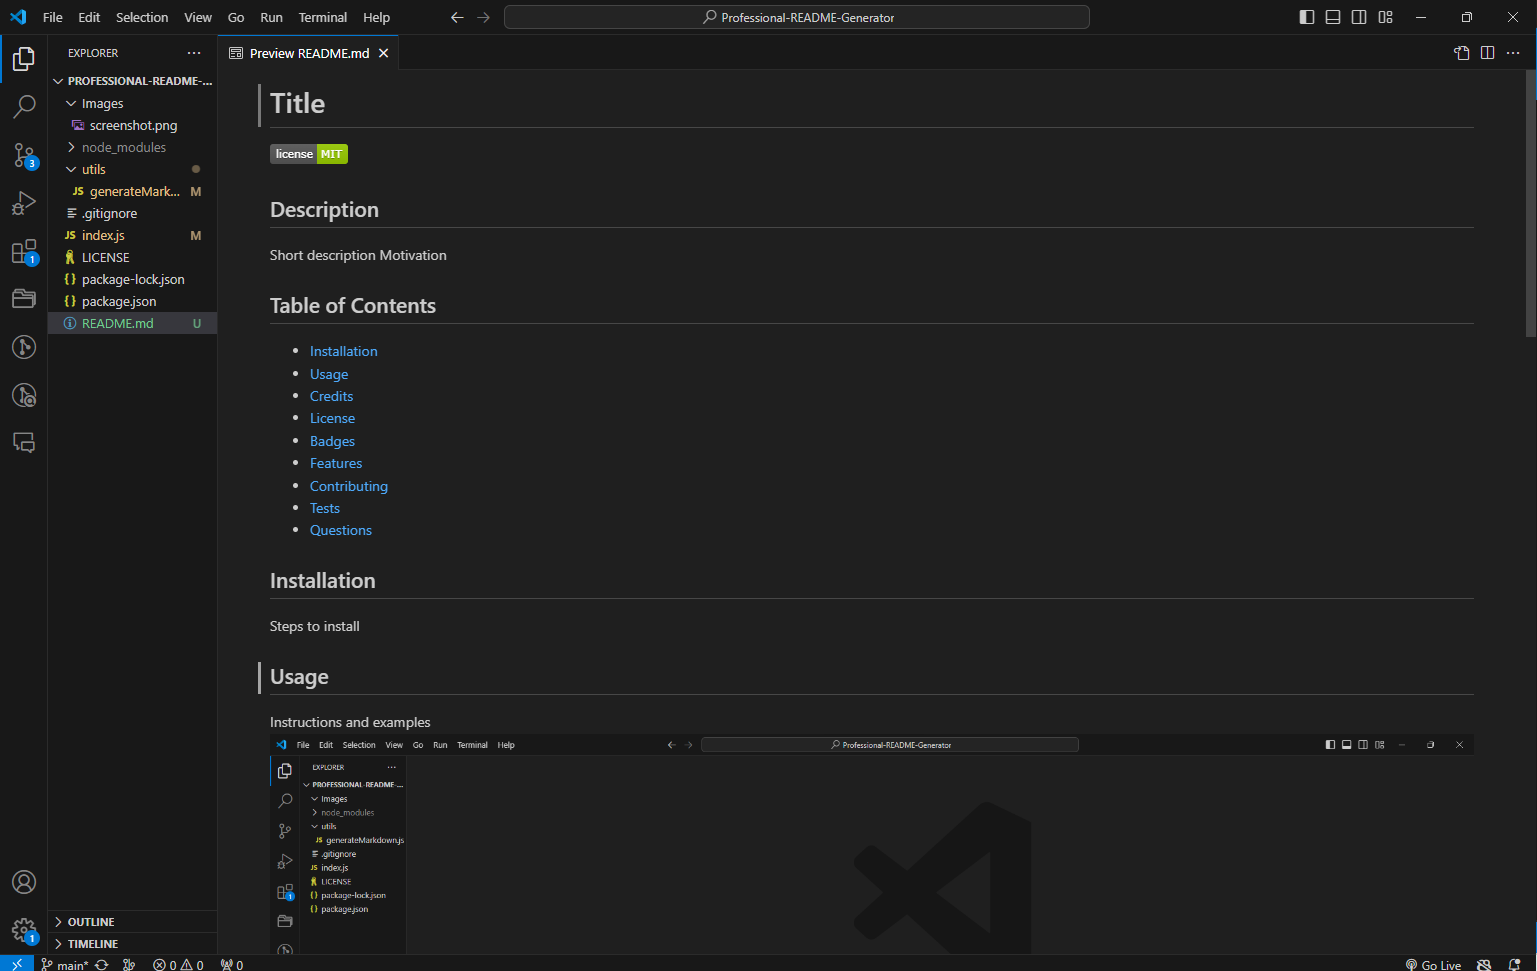 File Edit Selection View Go Run Terminal Help Professional-README-Generator
EXPLORER
PROFESSIONAL-README-...
Images
screenshot.png
node_modules
utils
JS generateMark... M
.gitignore
JS index.js M
LICENSE
{} package-lock.json
{} package.json
README.md U
3
1
OUTLINE
TIMELINE
1
Preview README.md
Title
license MIT
Description
Short description Motivation
Table of Contents
Installation
Usage
Credits
License
Badges
Features
Contributing
Tests
Questions
Installation
Steps to install
Usage
Instructions and examples
File Edit Selection View Go Run Terminal Help Professional-README-Generator
EXPLORER
PROFESSIONAL-README-...
Images
node_modules
utils
JS generateMarkdown.js
.gitignore
JS index.js
LICENSE
{} package-lock.json
{} package.json
1
main* 0 0 0 Go Live